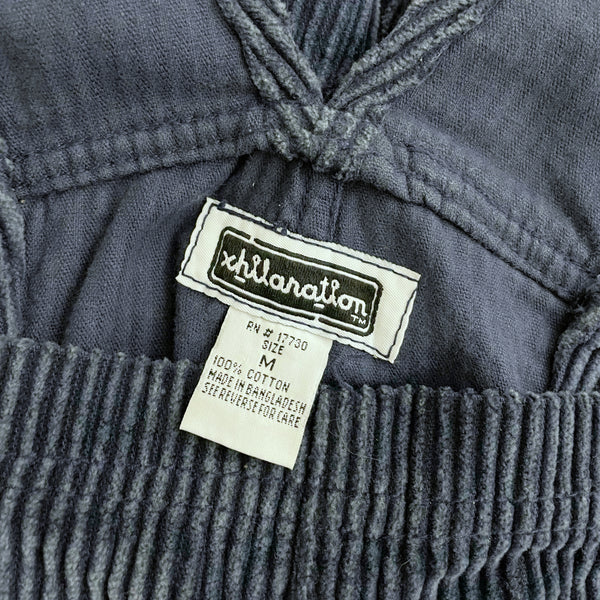 xhilaration
TM
RN # 17730
SIZE
M
100% COTTON
MADE IN BANGLADESH
SEE REVERSE FOR CARE